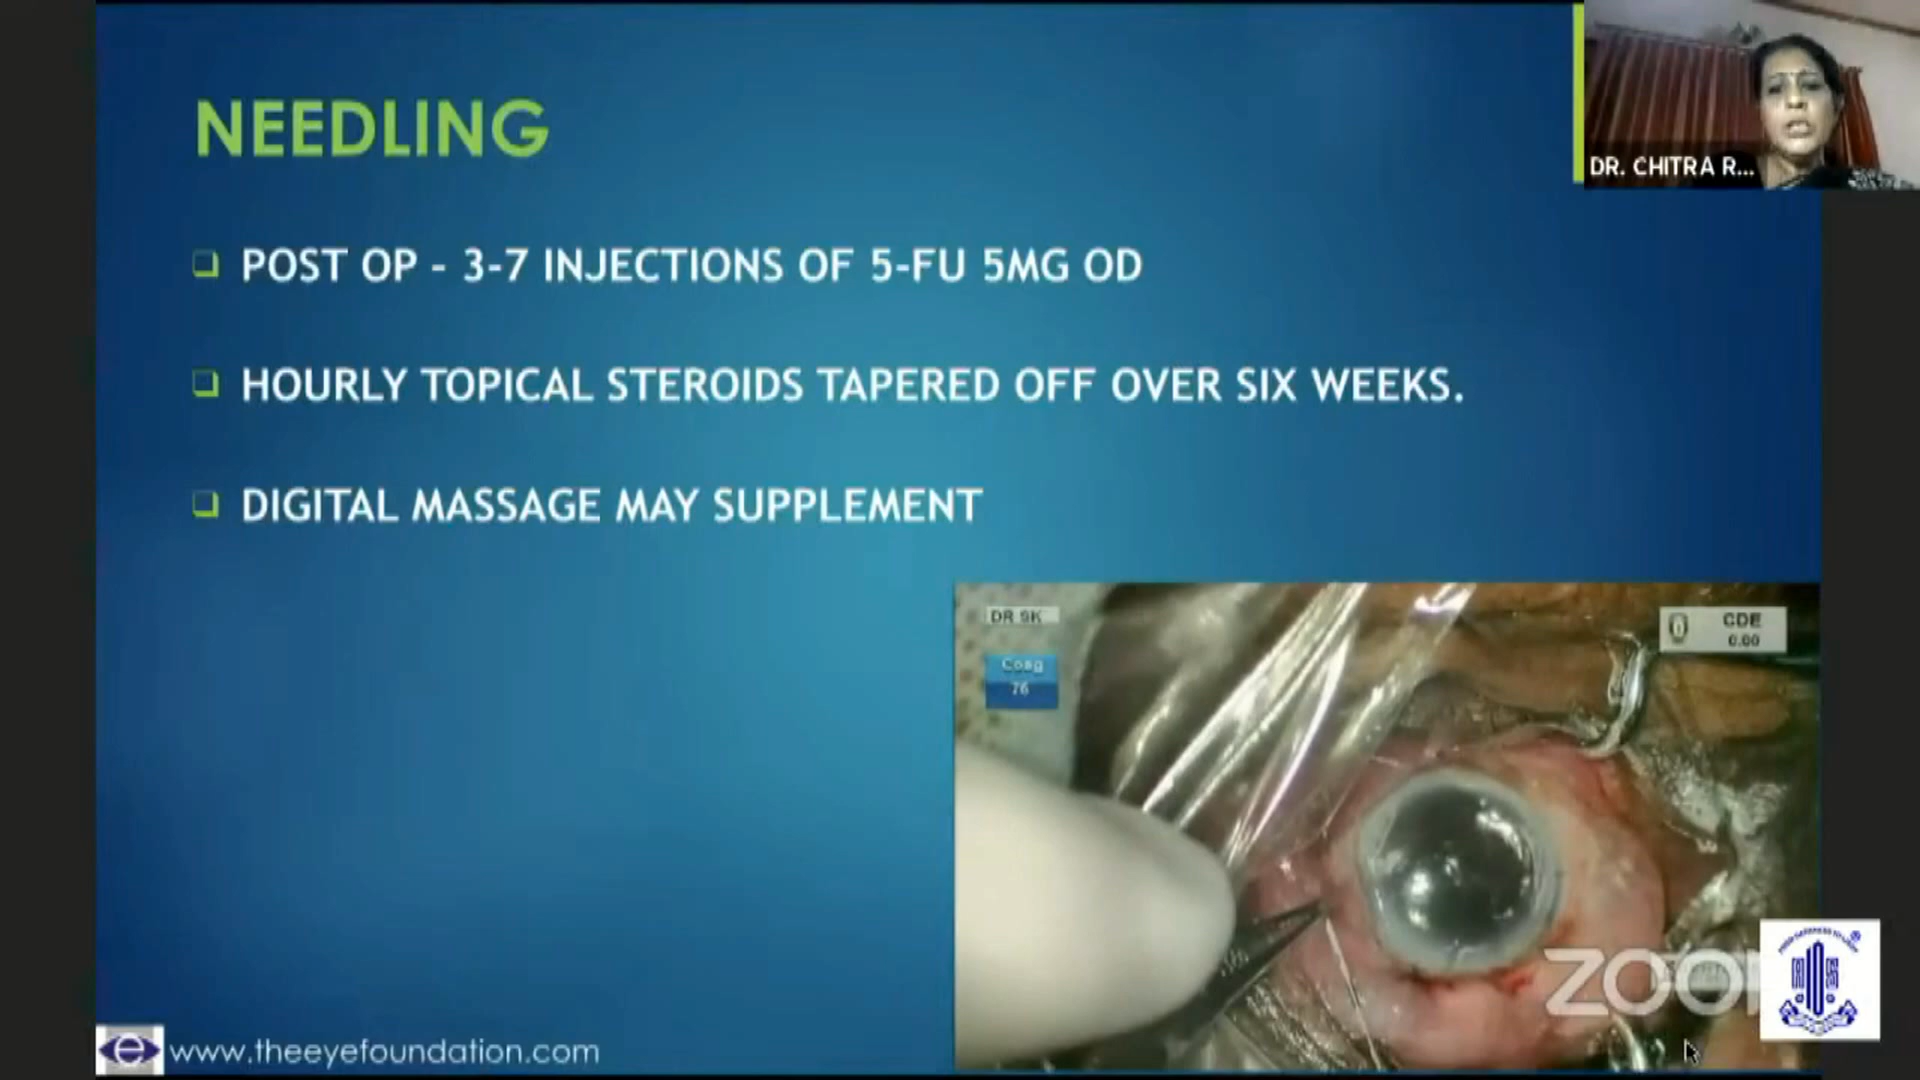 NEEDLING
DR. CHITRA R...
POST OP - 3-7 INJECTIONS OF 5-FU 5MG OD
HOURLY TOPICAL STEROIDS TAPERED OFF OVER SIX WEEKS.
DIGITAL MASSAGE MAY SUPPLEMENT
DR SK
CDE
0.00
Coag
76
www.theeyefoundation.com